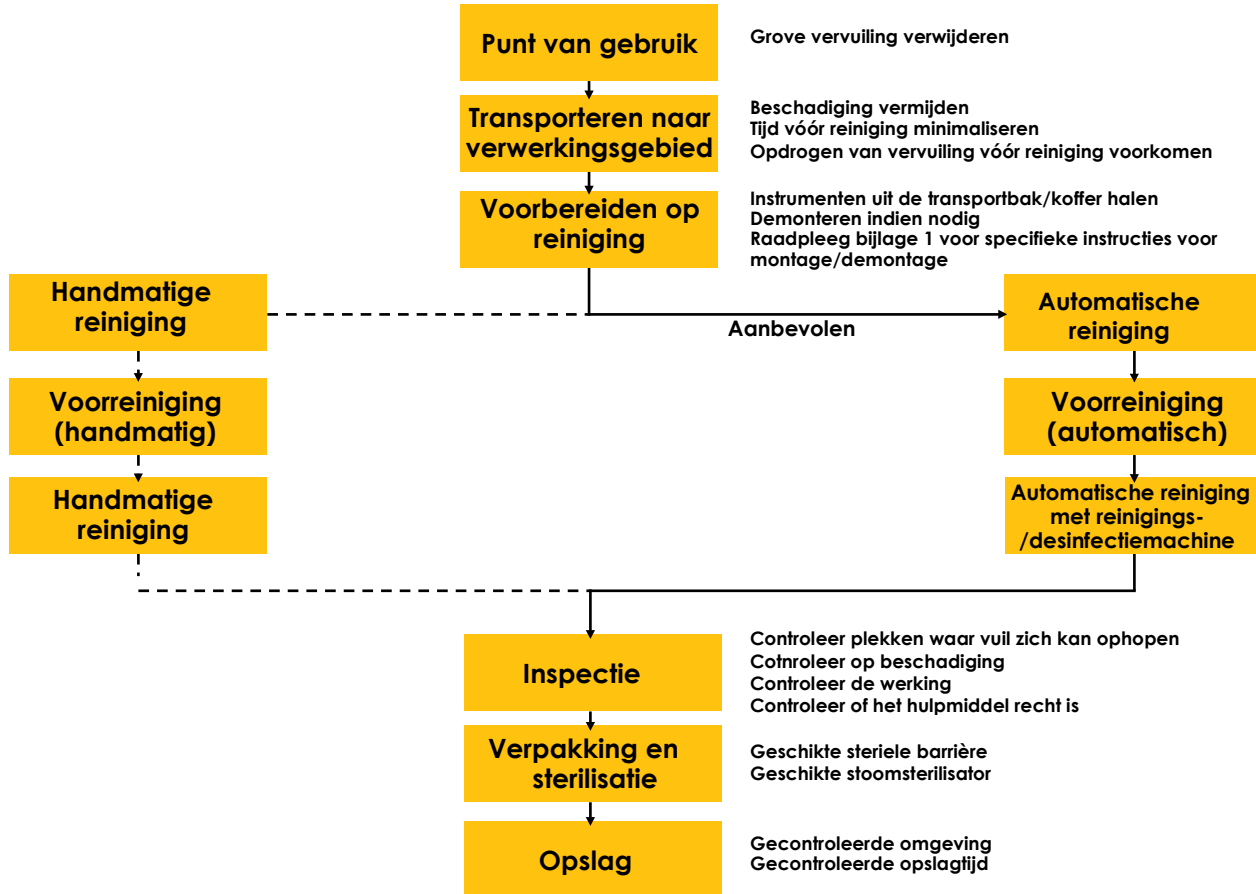 Punt van gebruik
Grove vervuiling verwijderen
Transporteren naar
verwerkingsgebied
Beschadiging vermijden
Tijd vóór reiniging minimaliseren
Opdrogen van vervuiling vóór reiniging voorkomen
Voorbereiden op
reiniging
Instrumenten uit de transportbak/koffer halen
Demonteren indien nodig
Raadpleeg bijlage 1 voor specifieke instructies voor
montage/demontage
Handmatige
reiniging
Aanbevolen
Automatische
reiniging
Voorreiniging
(handmatig)
Voorreiniging
(automatisch)
Handmatige
reiniging
Automatische reiniging
met reinigings-
/desinfectiemachine
Inspectie
Controleer plekken waar vuil zich kan ophopen
Cotnroleer op beschadiging
Controleer de werking
Controleer of het hulpmiddel recht is
Verpakking en
sterilisatie
Geschikte steriele barrière
Geschikte stoomsterilisator
Opslag
Gecontroleerde omgeving
Gecontroleerde opslagtijd